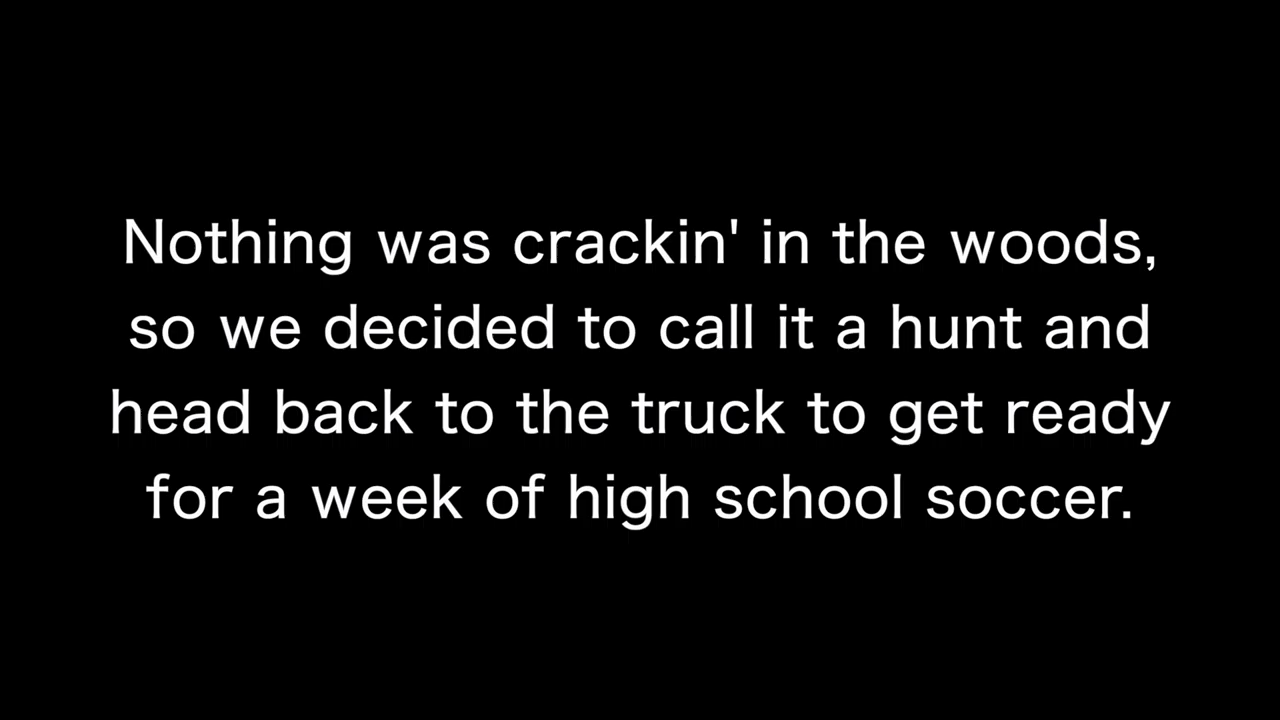 Nothing was crackin' in the woods,
so we decided to call it a hunt and
head back to the truck to get ready
for a week of high school soccer.